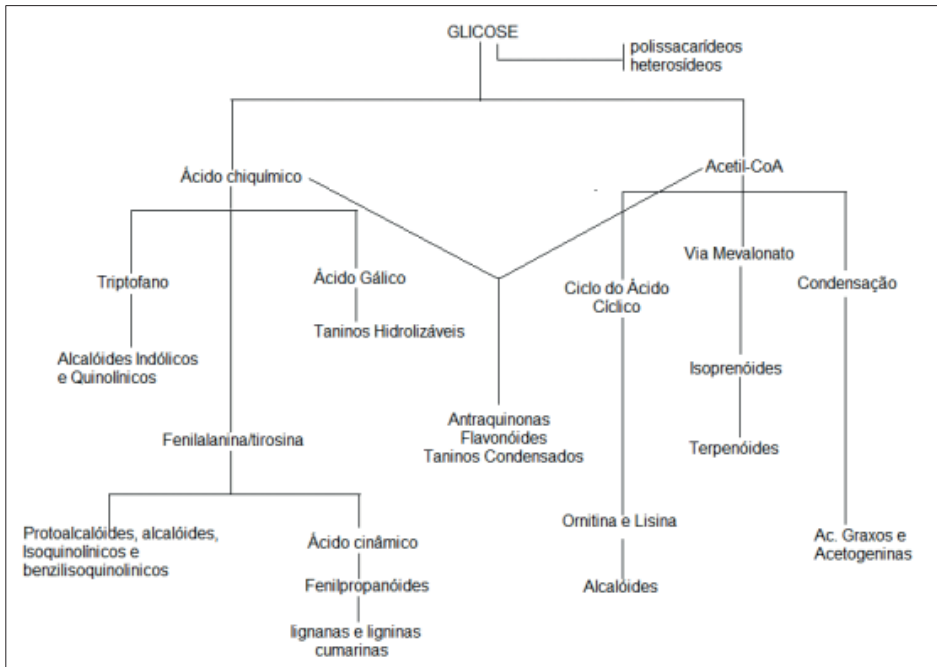 GLICOSE
polissacarídeos
heterosídeos
Ácido chiquímico
Acetil-CoA
Triptofano
Ácido Gálico
Ciclo do Ácido
Cíclico
Via Mevalonato
Condensação
Alcalóides Indólicos
e Quinolínicos
Taninos Hidrolizáveis
Isoprenóides
Fenilalanina/tirosina
Antraquinonas
Flavonóides
Taninos Condensados
Terpenóides
Protoalcalóides, alcalóides,
Isoquinolínicos e
benzilisoquinolinicos
Ácido cinâmico
Fenilpropanóides
lignanas e ligninas
cumarinas
Ornitina e Lisina
Alcalóides
Ac. Graxos e
Acetogeninas